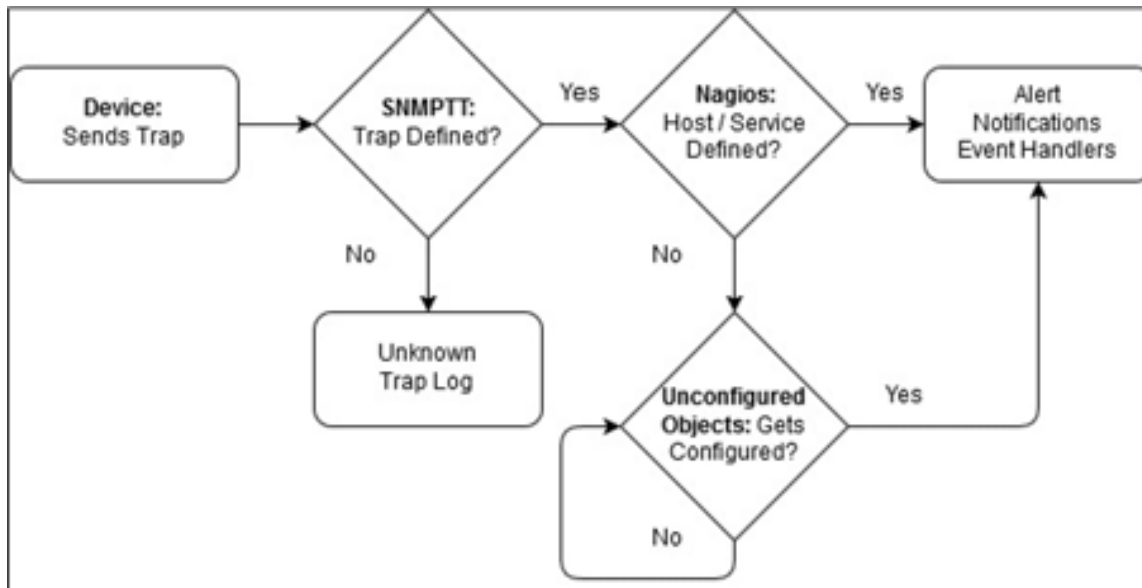 Device:
Sends Trap
SNMPTT:
Trap Defined?
Yes
Nagios:
Host / Service
Defined?
Yes
Alert
Notifications
Event Handlers
No
Unknown
Trap Log
No
Unconfigured
Objects: Gets
Configured?
Yes
No